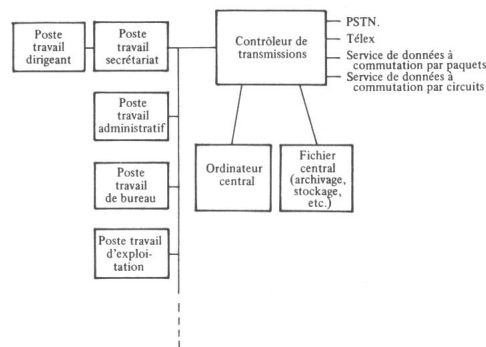 Poste
travail
dirigeant
Poste
travail
secrétariat
Contrôleur de
transmissions
PSTN.
Télex
Service de données à
commutation par paquets
Service de données à
commutation par circuits
Poste
travail
administratif
Poste
travail
de bureau
Poste travail
d'exploi-
tation
Ordinateur
central
Fichier
central
(archivage,
stockage,
etc.)